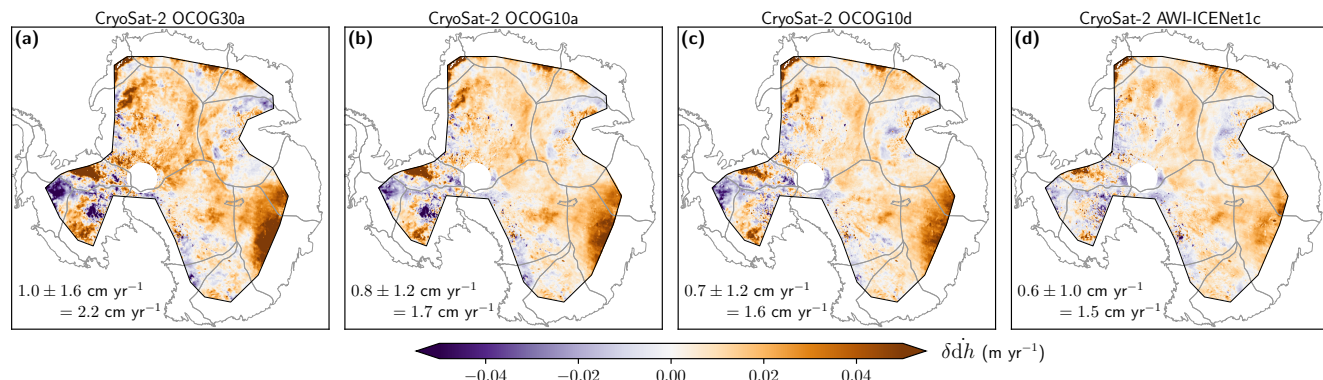 CryoSat-2 OCOG30a
(a)
1.0 ± 1.6 cm yr⁻¹
= 2.2 cm yr⁻¹
CryoSat-2 OCOG10a
(b)
0.8 ± 1.2 cm yr⁻¹
= 1.7 cm yr⁻¹
CryoSat-2 OCOG10d
(c)
0.7 ± 1.2 cm yr⁻¹
= 1.6 cm yr⁻¹
CryoSat-2 AWI-ICENet1c
(d)
0.6 ± 1.0 cm yr⁻¹
= 1.5 cm yr⁻¹
δdḣ (m yr⁻¹)
−0.04 −0.02 0.00 0.02 0.04